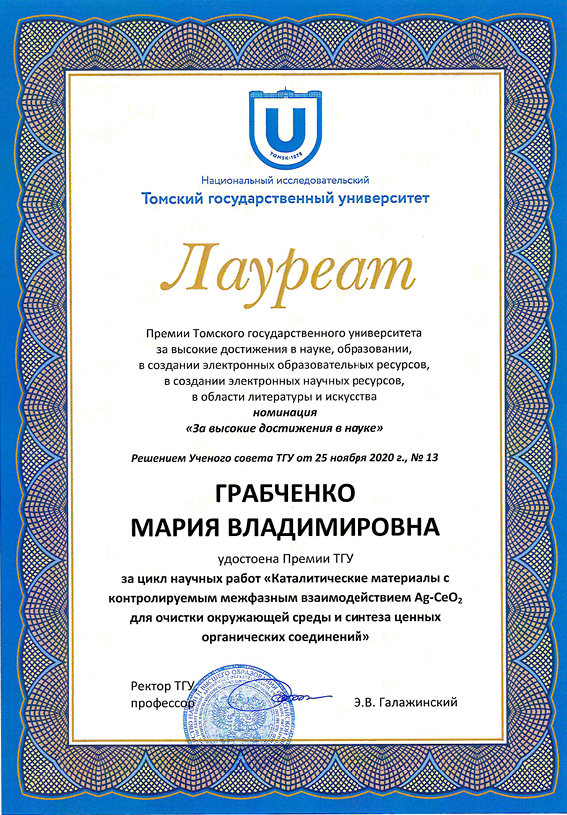 U
TOMSK·1878
Национальный исследовательский
Томский государственный университет
Лауреат
Премии Томского государственного университета
за высокие достижения в науке, образовании,
в создании электронных образовательных ресурсов,
в создании электронных научных ресурсов,
в области литературы и искусства
номинация
«За высокие достижения в науке»
Решением Ученого совета ТГУ от 25 ноября 2020 г., № 13
ГРАБЧЕНКО
МАРИЯ ВЛАДИМИРОВНА
удостоена Премии ТГУ
за цикл научных работ «Каталитические материалы с
контролируемым межфазным взаимодействием Ag-CeO₂
для очистки окружающей среды и синтеза ценных
органических соединений»
Ректор ТГУ
профессор
Э.В. Галажинский